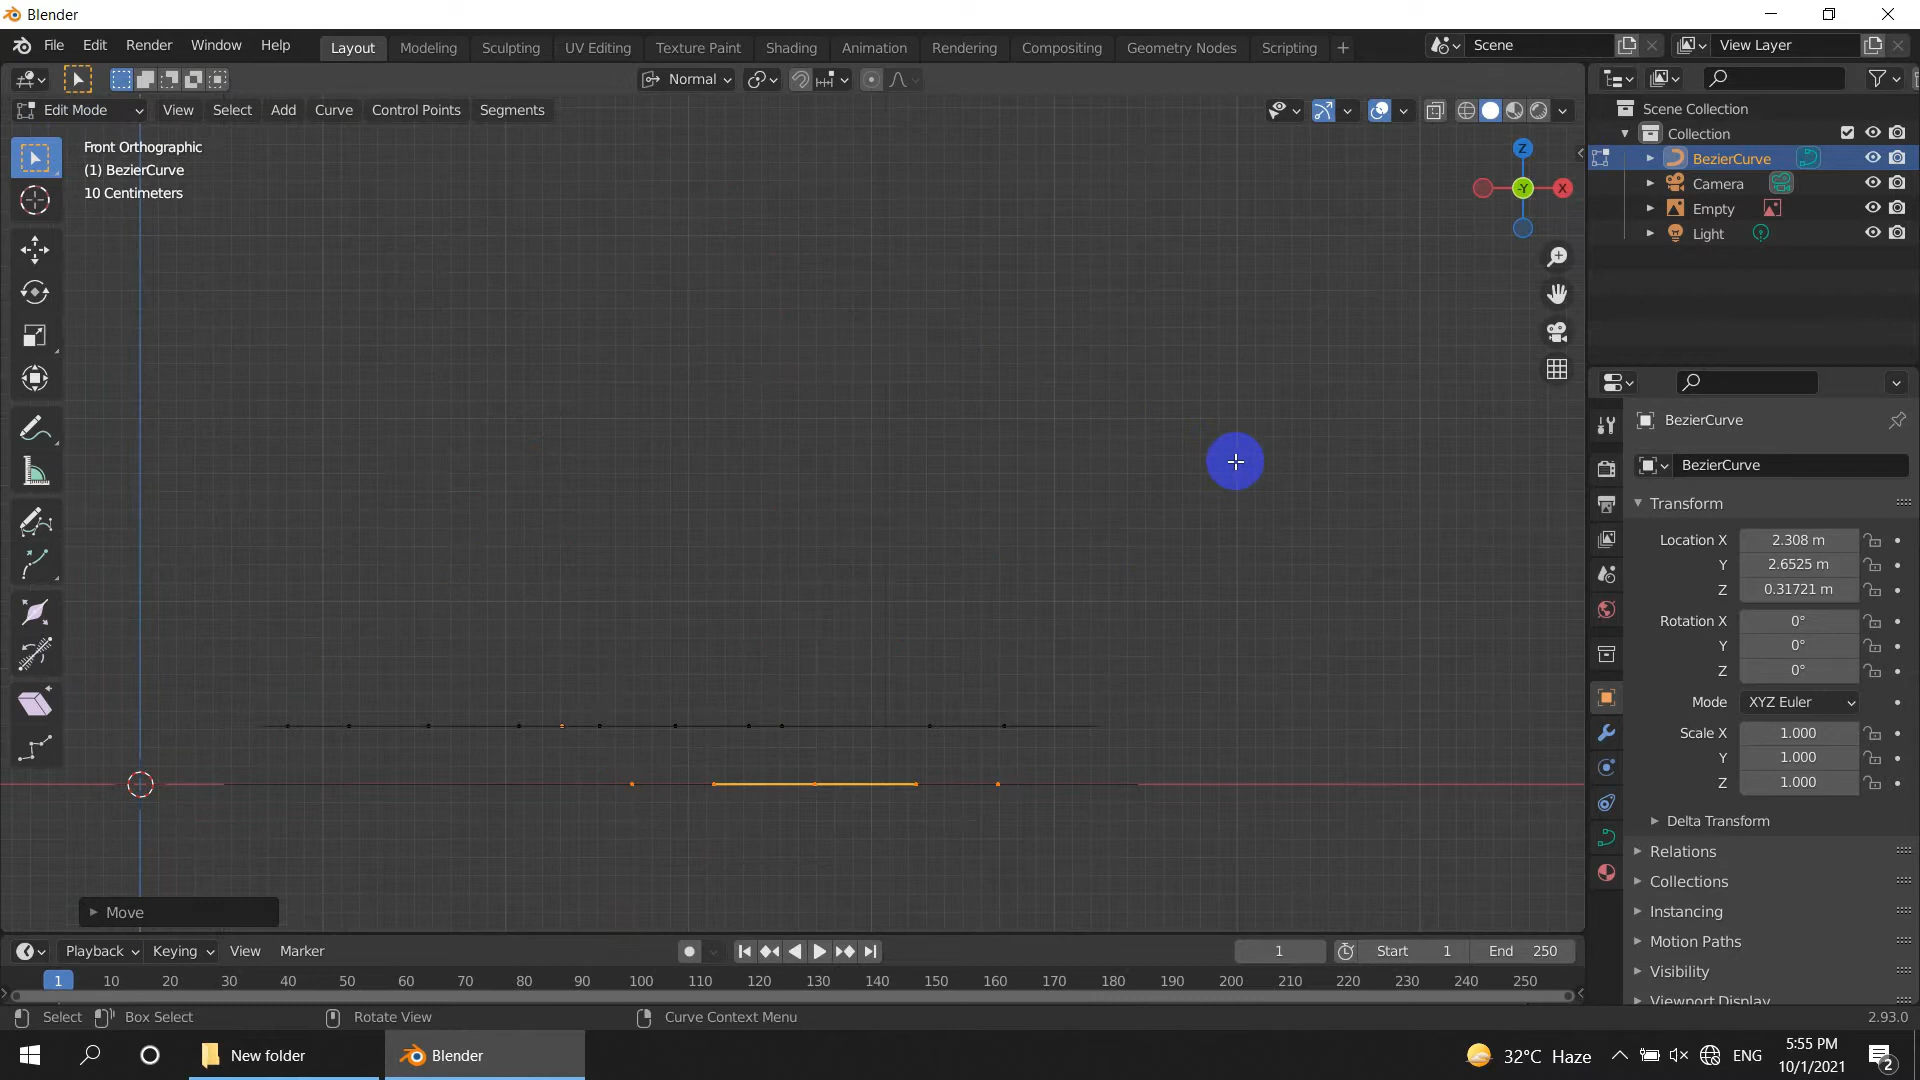 Blender
File Edit Render Window Help Layout Modeling Sculpting UV Editing Texture Paint Shading Animation Rendering Compositing Geometry Nodes Scripting + Scene View Layer
Normal
Edit Mode View Select Add Curve Control Points Segments
Front Orthographic
(1) BezierCurve
10 Centimeters
Z
-Y
X
Scene Collection
Collection
BezierCurve
Camera
Empty
Light
BezierCurve
BezierCurve
Transform
Location X 2.308 m
Y 2.6525 m
Z 0.31721 m
Rotation X 0°
Y 0°
Z 0°
Mode XYZ Euler
Scale X 1.000
Y 1.000
Z 1.000
Delta Transform
Relations
Collections
Instancing
Motion Paths
Visibility
Viewport Display
Move
Playback Keying View Marker 1 Start 1 End 250
1 10 20 30 40 50 60 70 80 90 100 110 120 130 140 150 160 170 180 190 200 210 220 230 240 250
Select Box Select Rotate View Curve Context Menu 2.93.0
New folder Blender 32°C Haze ENG 5:55 PM
10/1/2021 2